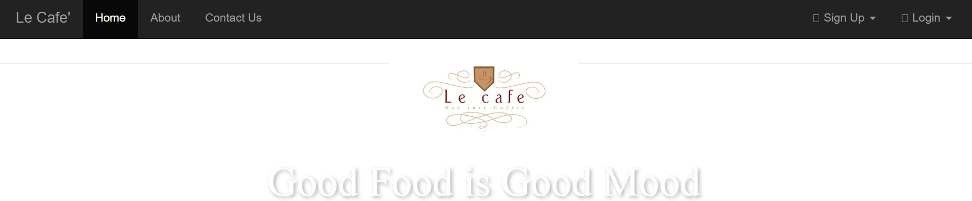 Le Cafe' Home About Contact Us Sign Up Login
Le cafe
Good Food is Good Mood